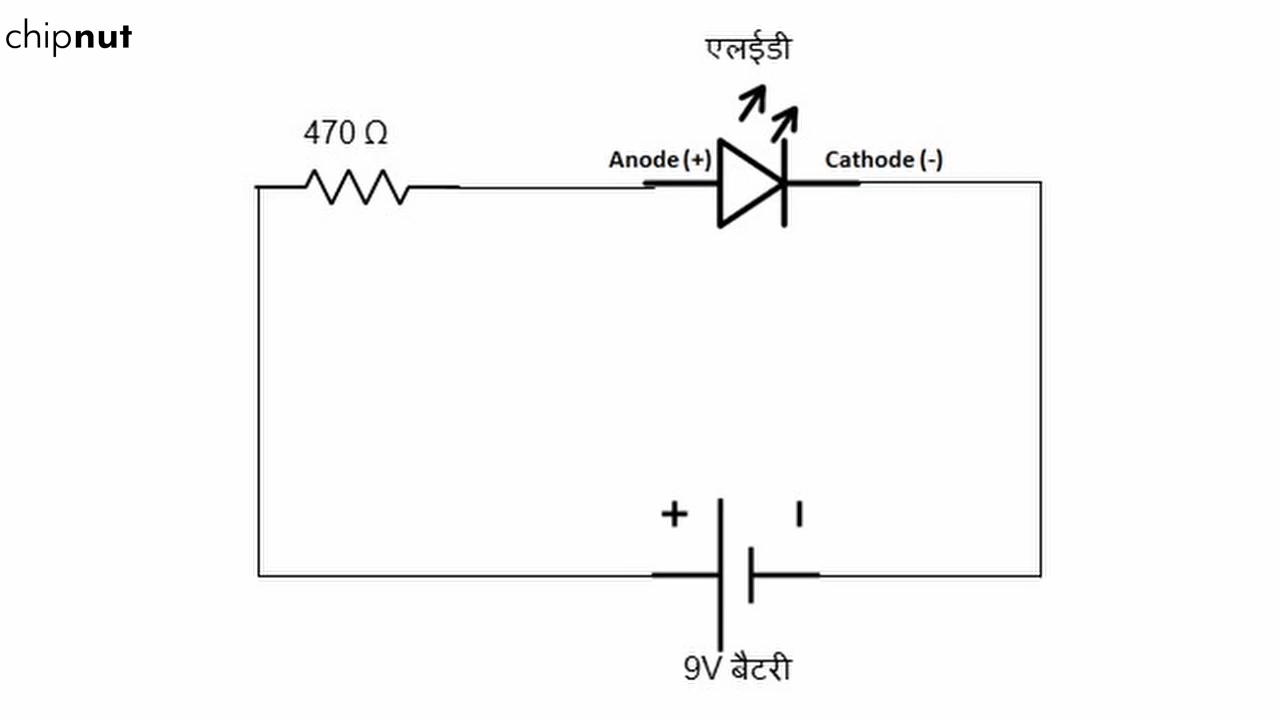 chipnut
एलईडी
470 Ω
Anode (+)
Cathode (-)
+
-
9V बैटरी